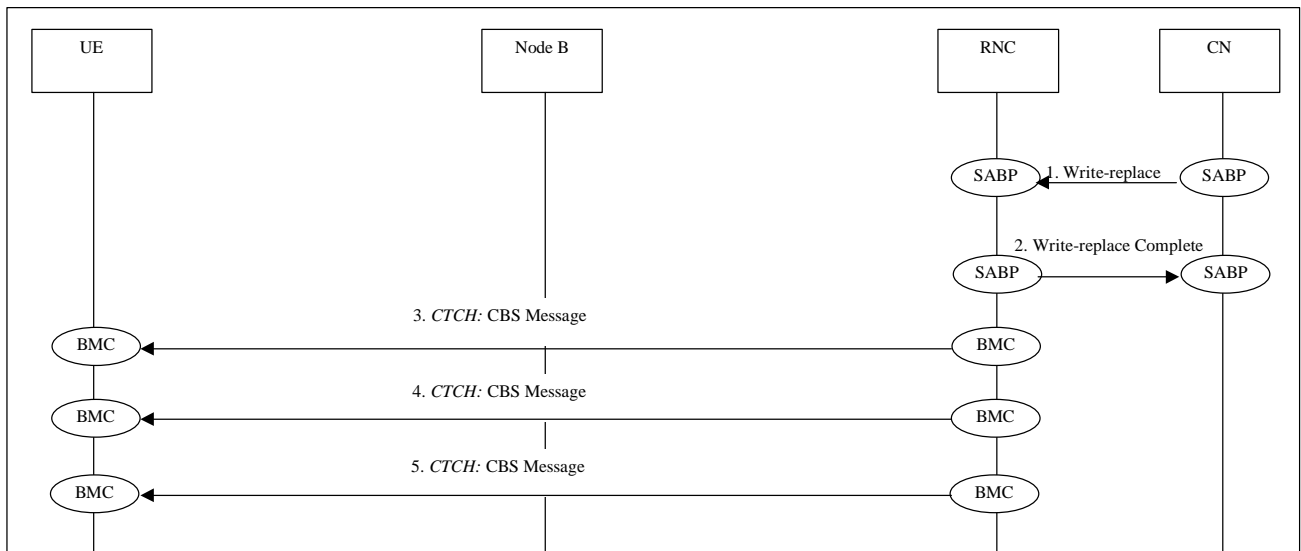 UE
Node B
RNC
CN
SABP
1. Write-replace
SABP
2. Write-replace Complete
SABP
SABP
3. CTCH: CBS Message
BMC
BMC
4. CTCH: CBS Message
BMC
BMC
5. CTCH: CBS Message
BMC
BMC